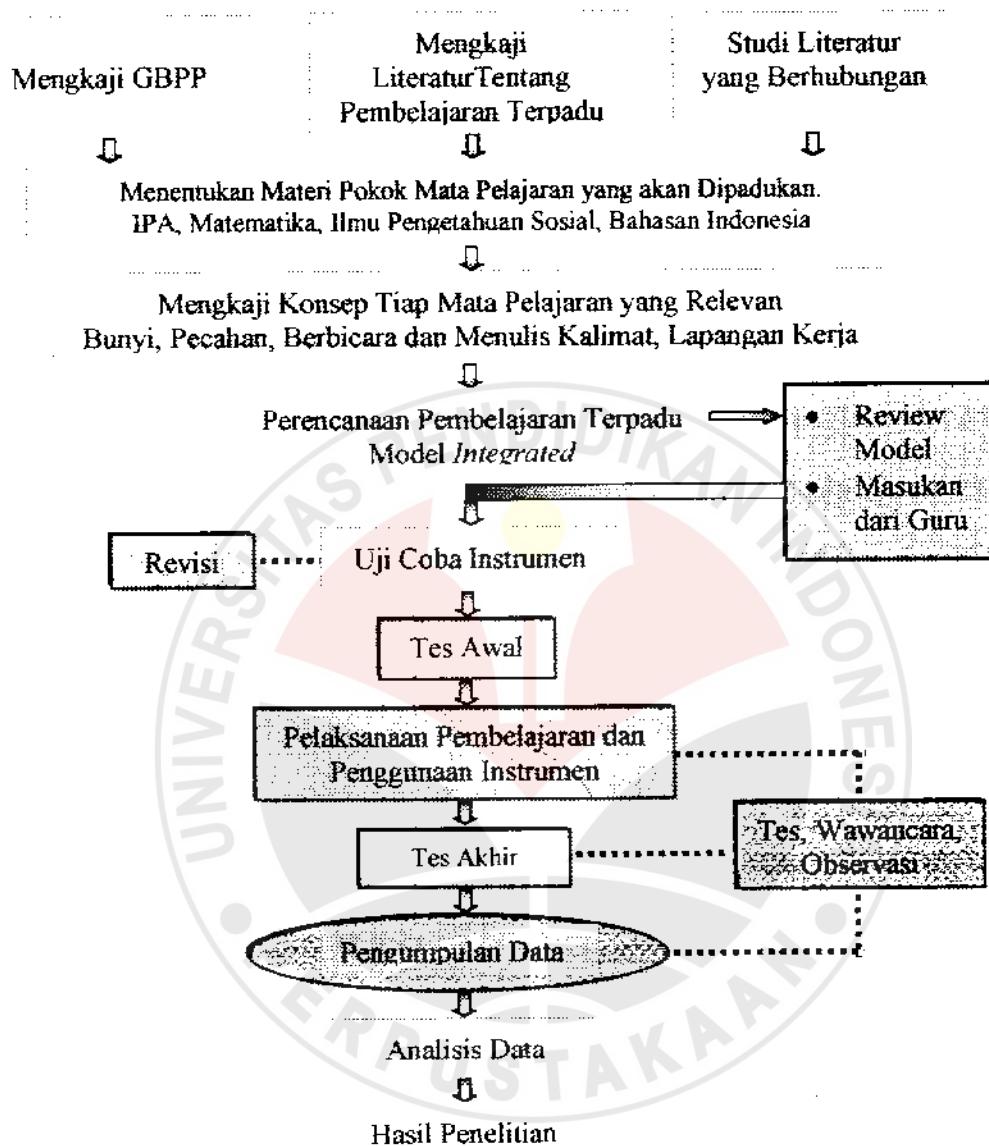 Mengkaji GBPP
Mengkaji
LiteraturTentang
Pembelajaran Terpadu
Studi Literatur
yang Berhubungan
Menentukan Materi Pokok Mata Pelajaran yang akan Dipadukan.
IPA, Matematika, Ilmu Pengetahuan Sosial, Bahasan Indonesia
Mengkaji Konsep Tiap Mata Pelajaran yang Relevan
Bunyi, Pecahan, Berbicara dan Menulis Kalimat, Lapangan Kerja
Perencanaan Pembelajaran Terpadu
Model Integrated
• Review
Model
• Masukan
dari Guru
Revisi
Uji Coba Instrumen
Tes Awal
Pelaksanaan Pembelajaran dan
Penggunaan Instrumen
Tes Akhir
Tes, Wawancara,
Observasi
Pengumpulan Data
Analisis Data
Hasil Penelitian
UNIVERSITAS PENDIDIKAN INDONES
PERPUSTAKAAN